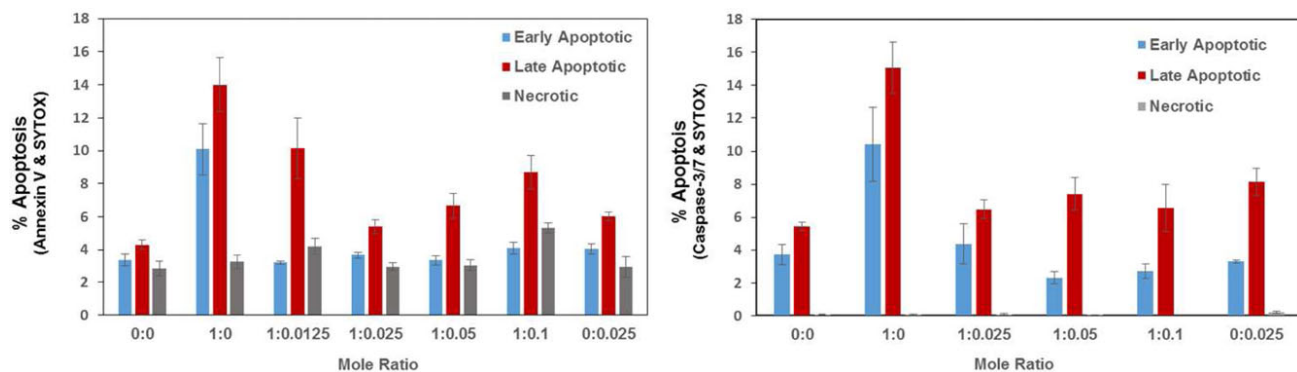 % Apoptosis
(Annexin V & SYTOX)
18
16
14
12
10
8
6
4
2
0
Early Apoptotic
Late Apoptotic
Necrotic
0:0 1:0 1:0.0125 1:0.025 1:0.05 1:0.1 0:0.025
Mole Ratio
% Apoptois
(Caspase-3/7 & SYTOX)
18
16
14
12
10
8
6
4
2
0
Early Apoptotic
Late Apoptotic
Necrotic
0:0 1:0 1:0.025 1:0.05 1:0.1 0:0.025
Mole Ratio